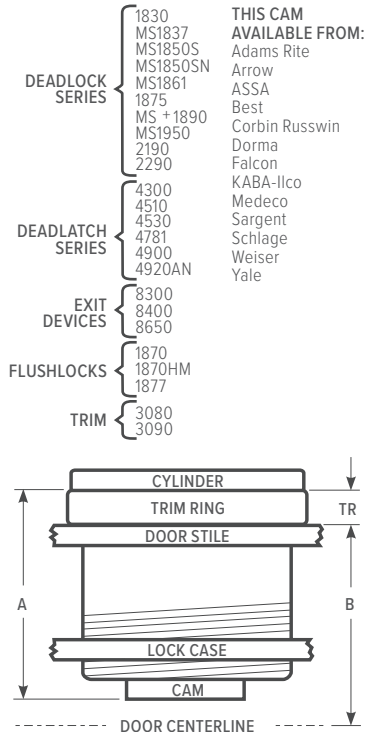 DEADLOCK
SERIES
1830
MS1837
MS1850S
MS1850SN
MS1861
1875
MS +1890
MS1950
2190
2290
DEADLATCH
SERIES
4300
4510
4530
4781
4900
4920AN
EXIT
DEVICES
8300
8400
8650
FLUSHLOCKS
1870
1870HM
1877
TRIM
3080
3090
THIS CAM
AVAILABLE FROM:
Adams Rite
Arrow
ASSA
Best
Corbin Russwin
Dorma
Falcon
KABA-Ilco
Medeco
Sargent
Schlage
Weiser
Yale
CYLINDER
TRIM RING
TR
DOOR STILE
A
B
LOCK CASE
CAM
DOOR CENTERLINE